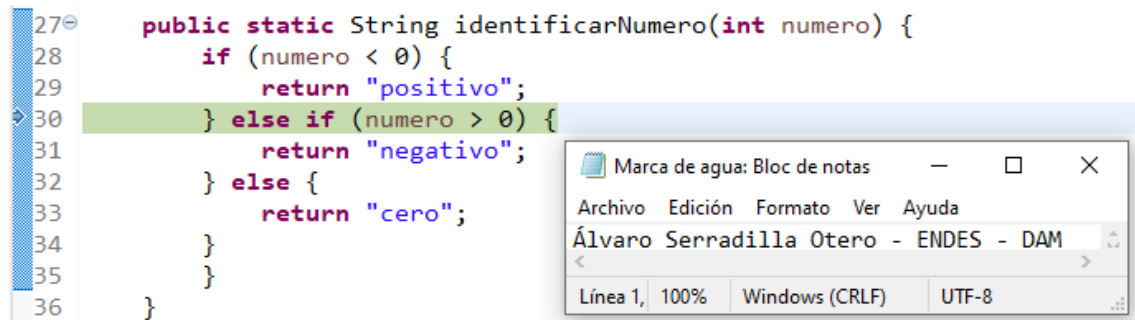 27 public static String identificarNumero(int numero) {
28 if (numero < 0) {
29 return "positivo";
30 } else if (numero > 0) {
31 return "negativo";
32 } else {
33 return "cero";
34 }
35 }
36 }
Marca de agua: Bloc de notas
Archivo Edición Formato Ver Ayuda
Álvaro Serradilla Otero - ENDES - DAM
Línea 1, 100% Windows (CRLF) UTF-8